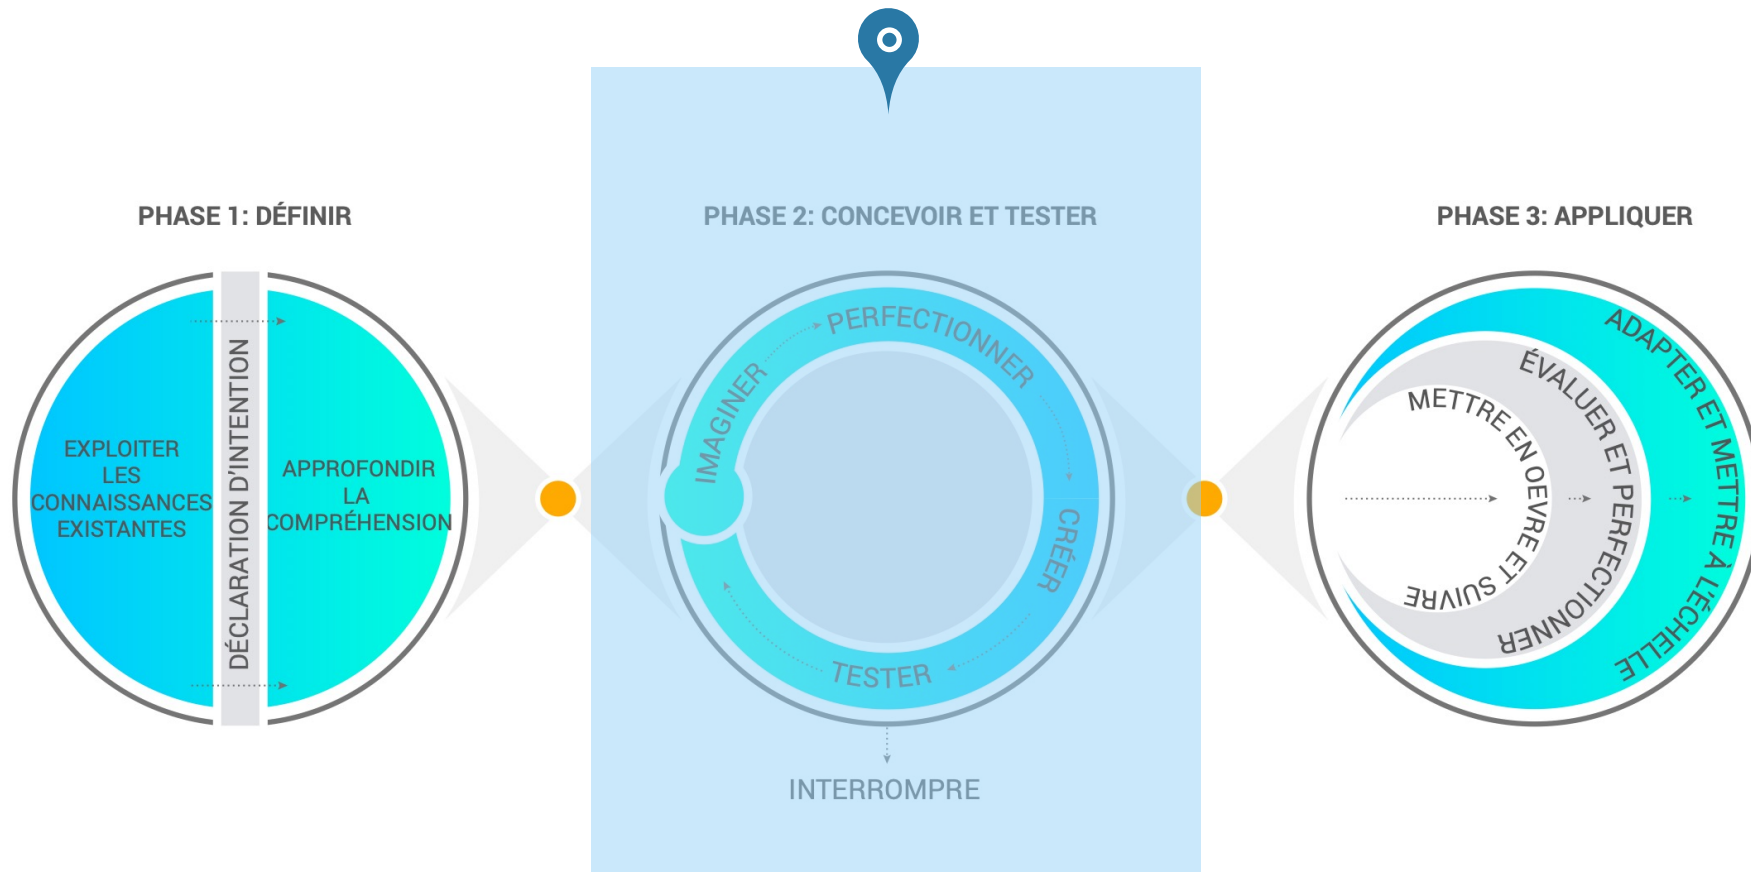 PHASE 1: DÉFINIR
EXPLOITER
LES
CONNAISSANCES
EXISTANTES
DÉCLARATION D'INTENTION
APPROFONDIR
LA
COMPRÉHENSION
PHASE 2: CONCEVOIR ET TESTER
IMAGINER
PERFECTIONNER
CRÉER
TESTER
INTERROMPRE
PHASE 3: APPLIQUER
METTRE EN OEVRE ET SUIVRE
ÉVALUER ET PERFECTIONNER
ADAPTER ET METTRE À L'ÉCHELLE